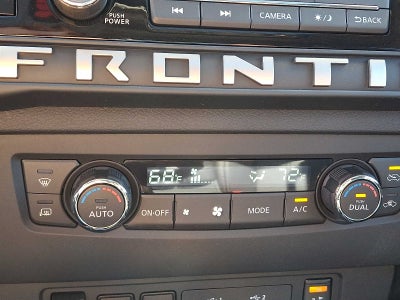 PUSH
POWER
CAMERA
BACK
FRONTI
68°F
72°F
PUSH
AUTO
ON·OFF
MODE
A/C
PUSH
DUAL